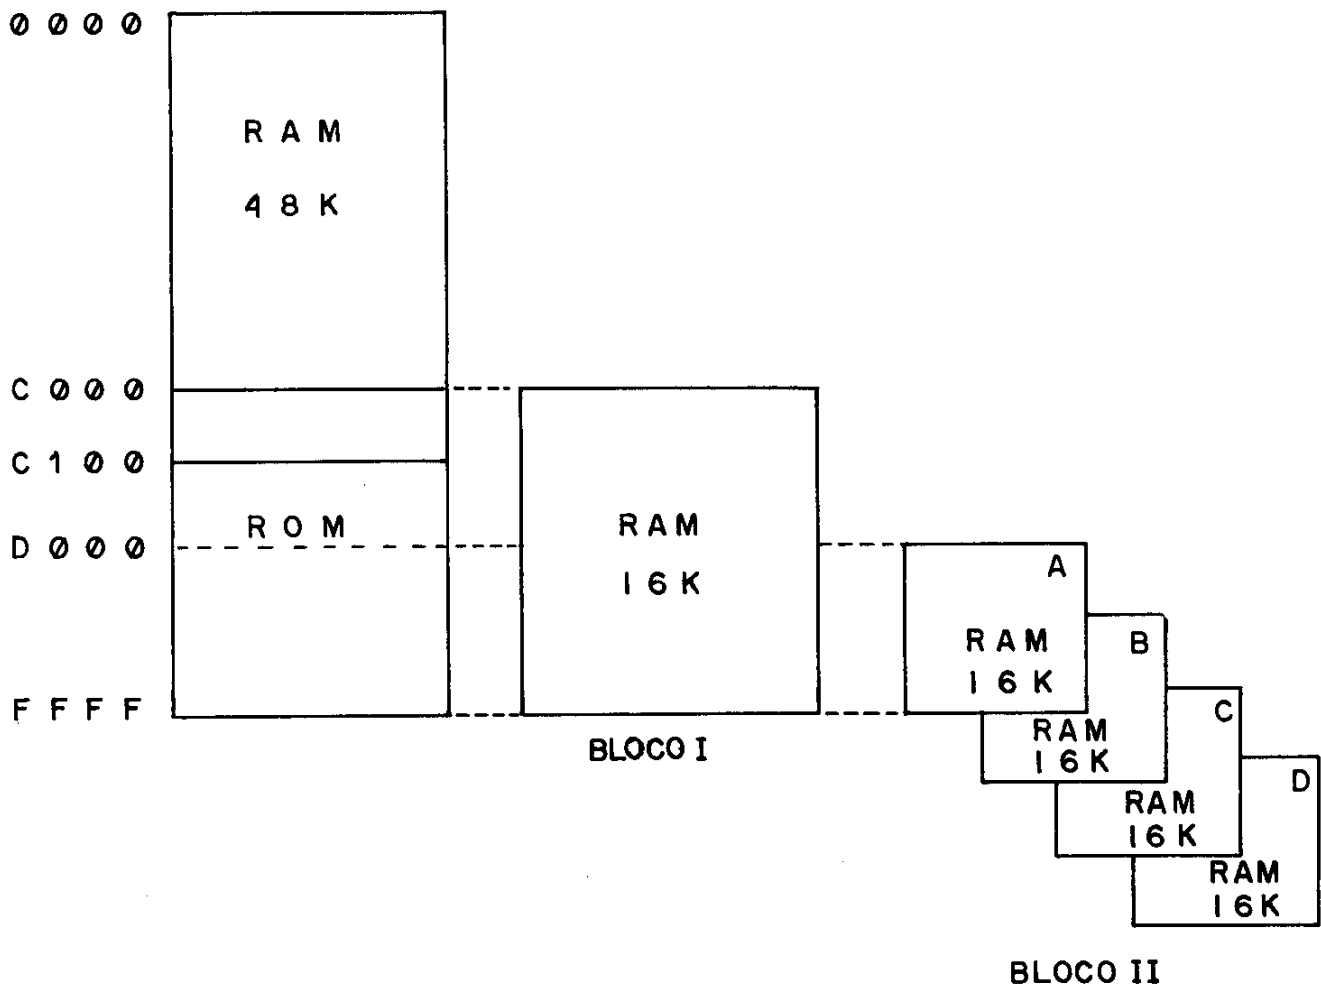 0000
RAM
48K
C000
C100
ROM
D000
FFFF
RAM
16K
BLOCO I
A
RAM
16K
B
RAM
16K
C
RAM
16K
D
RAM
16K
BLOCO II